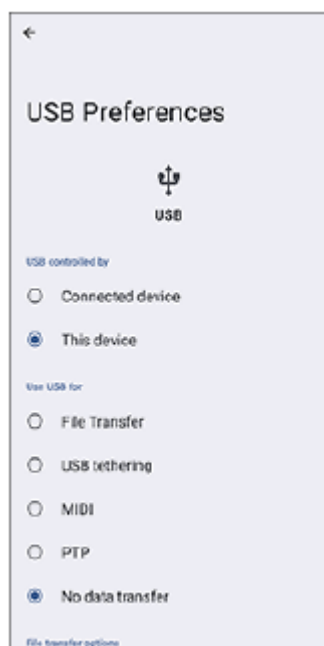 USB Preferences
USB
USB controlled by
Connected device
This device
Use USB for
File Transfer
USB tethering
MIDI
PTP
No data transfer
File transfer options